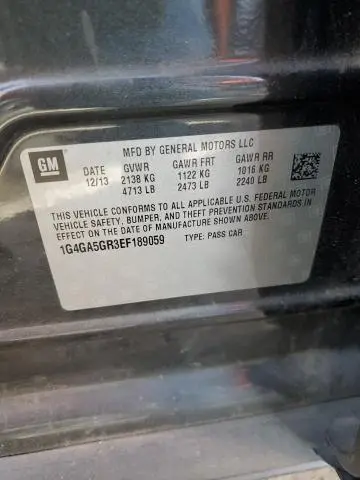 GM
MFD BY GENERAL MOTORS LLC
DATE GVWR GAWR FRT GAWR RR
12/13 2138 KG 1122 KG 1016 KG
4713 LB 2473 LB 2240 LB
THIS VEHICLE CONFORMS TO ALL APPLICABLE U.S. FEDERAL MOTOR
VEHICLE SAFETY, BUMPER, AND THEFT PREVENTION STANDARDS IN
EFFECT ON THE DATE OF MANUFACTURE SHOWN ABOVE.
1G4GA5GR3EF189059 TYPE: PASS CAR